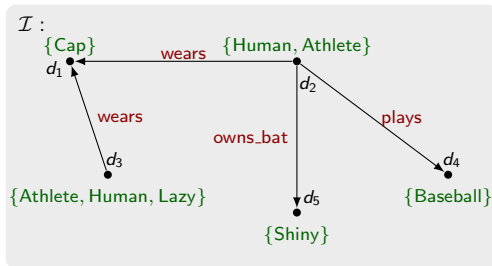 𝓘 :
{Cap} {Human, Athlete}
wears
d₁
d₂
wears
plays
owns_bat
d₃ d₄
d₅
{Athlete, Human, Lazy} {Baseball}
{Shiny}